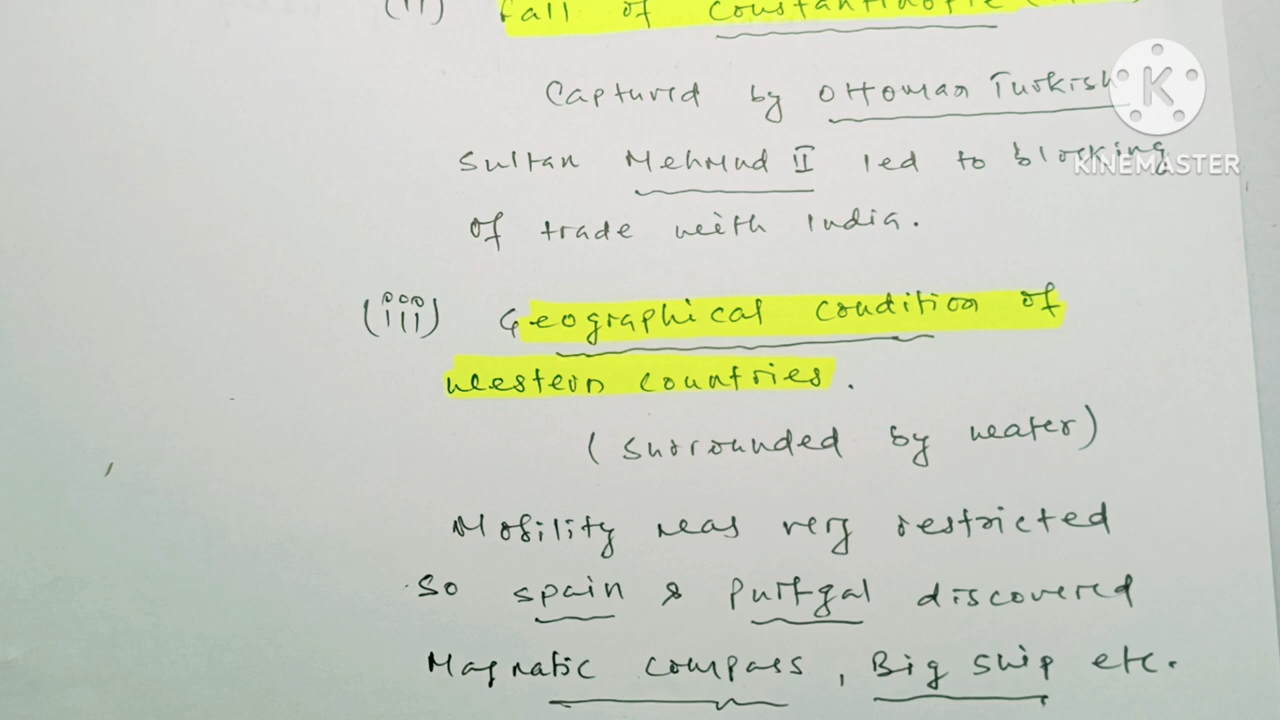 (ii) Fall of Constantinople
Captured by Ottoman Turkish
Sultan Mehmud II led to blocking
of trade with India.
(iii) Geographical condition of
western countries.
(surrounded by water)
Mobility was very restricted
So spain & Purtgal discovered
Magnatic compass, Big ship etc.
K
KINEMASTER